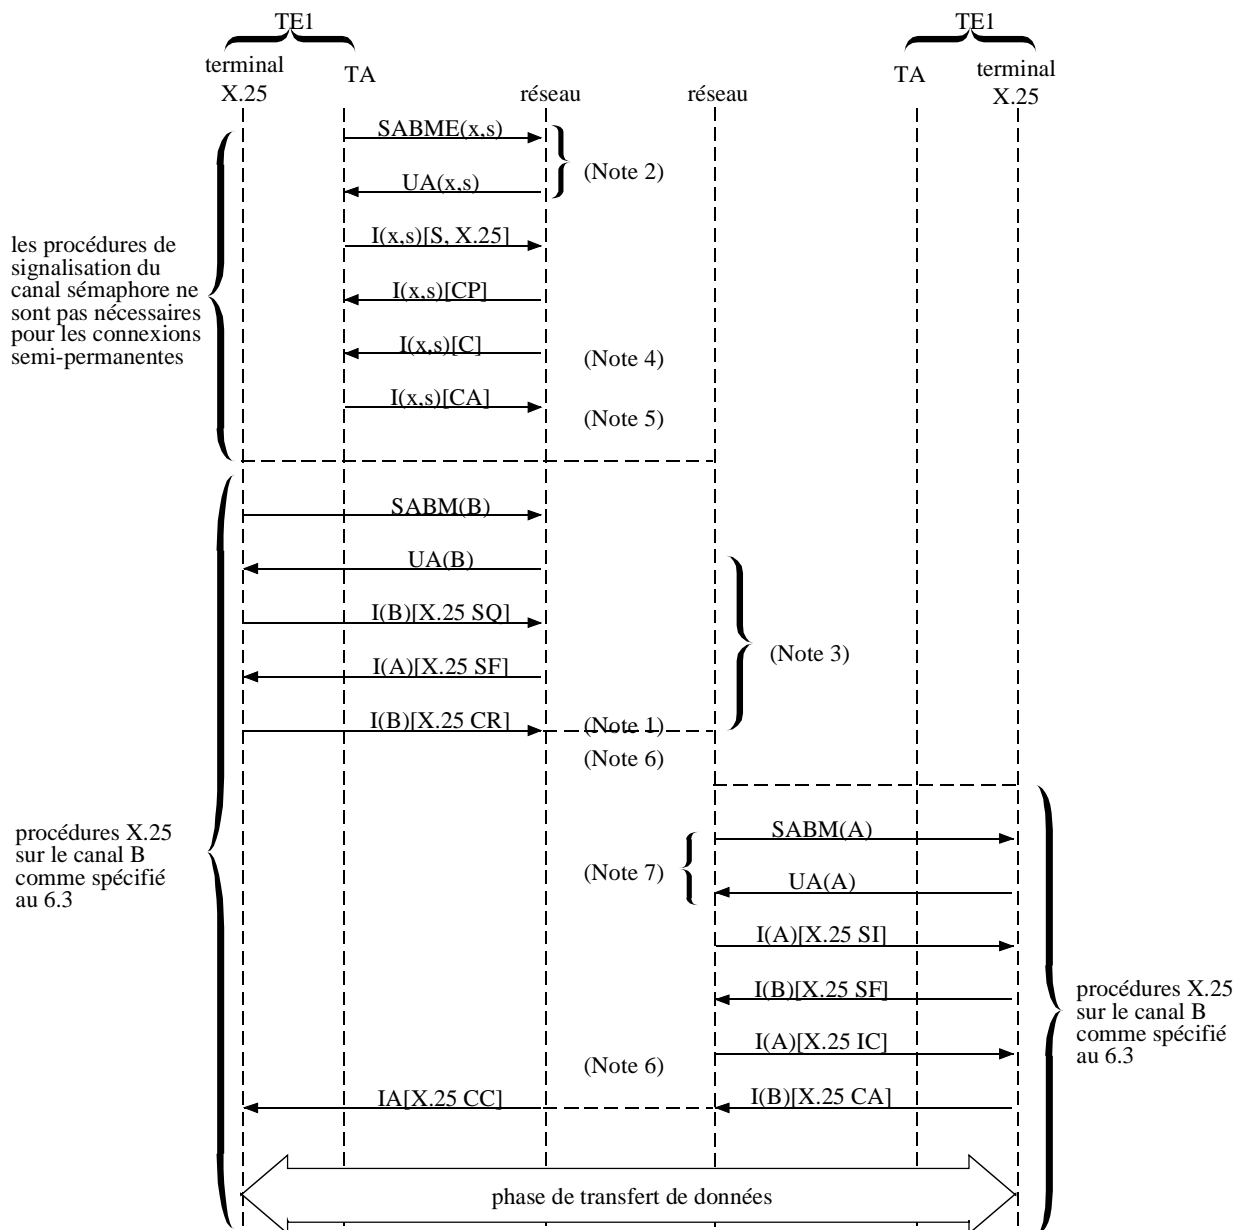 TE1
TE1
terminal
X.25
TA
réseau
réseau
TA
terminal
X.25
SABME(x,s)
(Note 2)
UA(x,s)
les procédures de
signalisation du
canal sémaphore ne
sont pas nécessaires
pour les connexions
semi-permanentes
I(x,s)[S, X.25]
I(x,s)[CP]
I(x,s)[C]
(Note 4)
I(x,s)[CA]
(Note 5)
SABM(B)
UA(B)
I(B)[X.25 SQ]
(Note 3)
I(A)[X.25 SF]
I(B)[X.25 CR]
(Note 1)
(Note 6)
procédures X.25
sur le canal B
comme spécifié
au 6.3
SABM(A)
(Note 7)
UA(A)
I(A)[X.25 SI]
I(B)[X.25 SF]
procédures X.25
sur le canal B
comme spécifié
au 6.3
I(A)[X.25 IC]
(Note 6)
IA[X.25 CC]
I(B)[X.25 CA]
phase de transfert de données